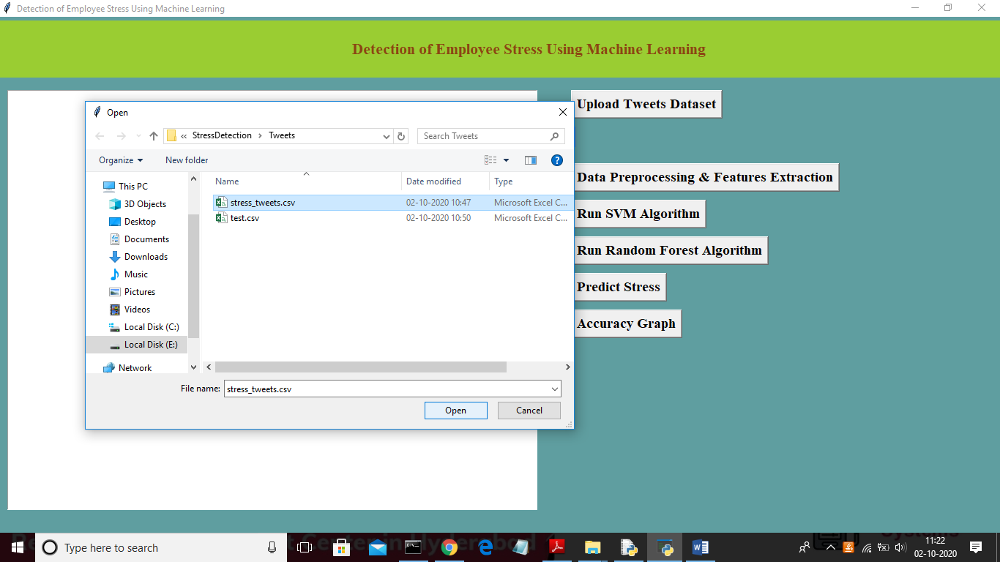 Detection of Employee Stress Using Machine Learning
Detection of Employee Stress Using Machine Learning
Upload Tweets Dataset
Data Preprocessing & Features Extraction
Run SVM Algorithm
Run Random Forest Algorithm
Predict Stress
Accuracy Graph
Open
« StressDetection > Tweets
Search Tweets
Organize
New folder
This PC
3D Objects
Desktop
Documents
Downloads
Music
Pictures
Videos
Local Disk (C:)
Local Disk (E:)
Network
Name Date modified Type
stress_tweets.csv 02-10-2020 10:47 Microsoft Excel C...
test.csv 02-10-2020 10:50 Microsoft Excel C...
File name: stress_tweets.csv
Open Cancel
Type here to search
11:22
02-10-2020